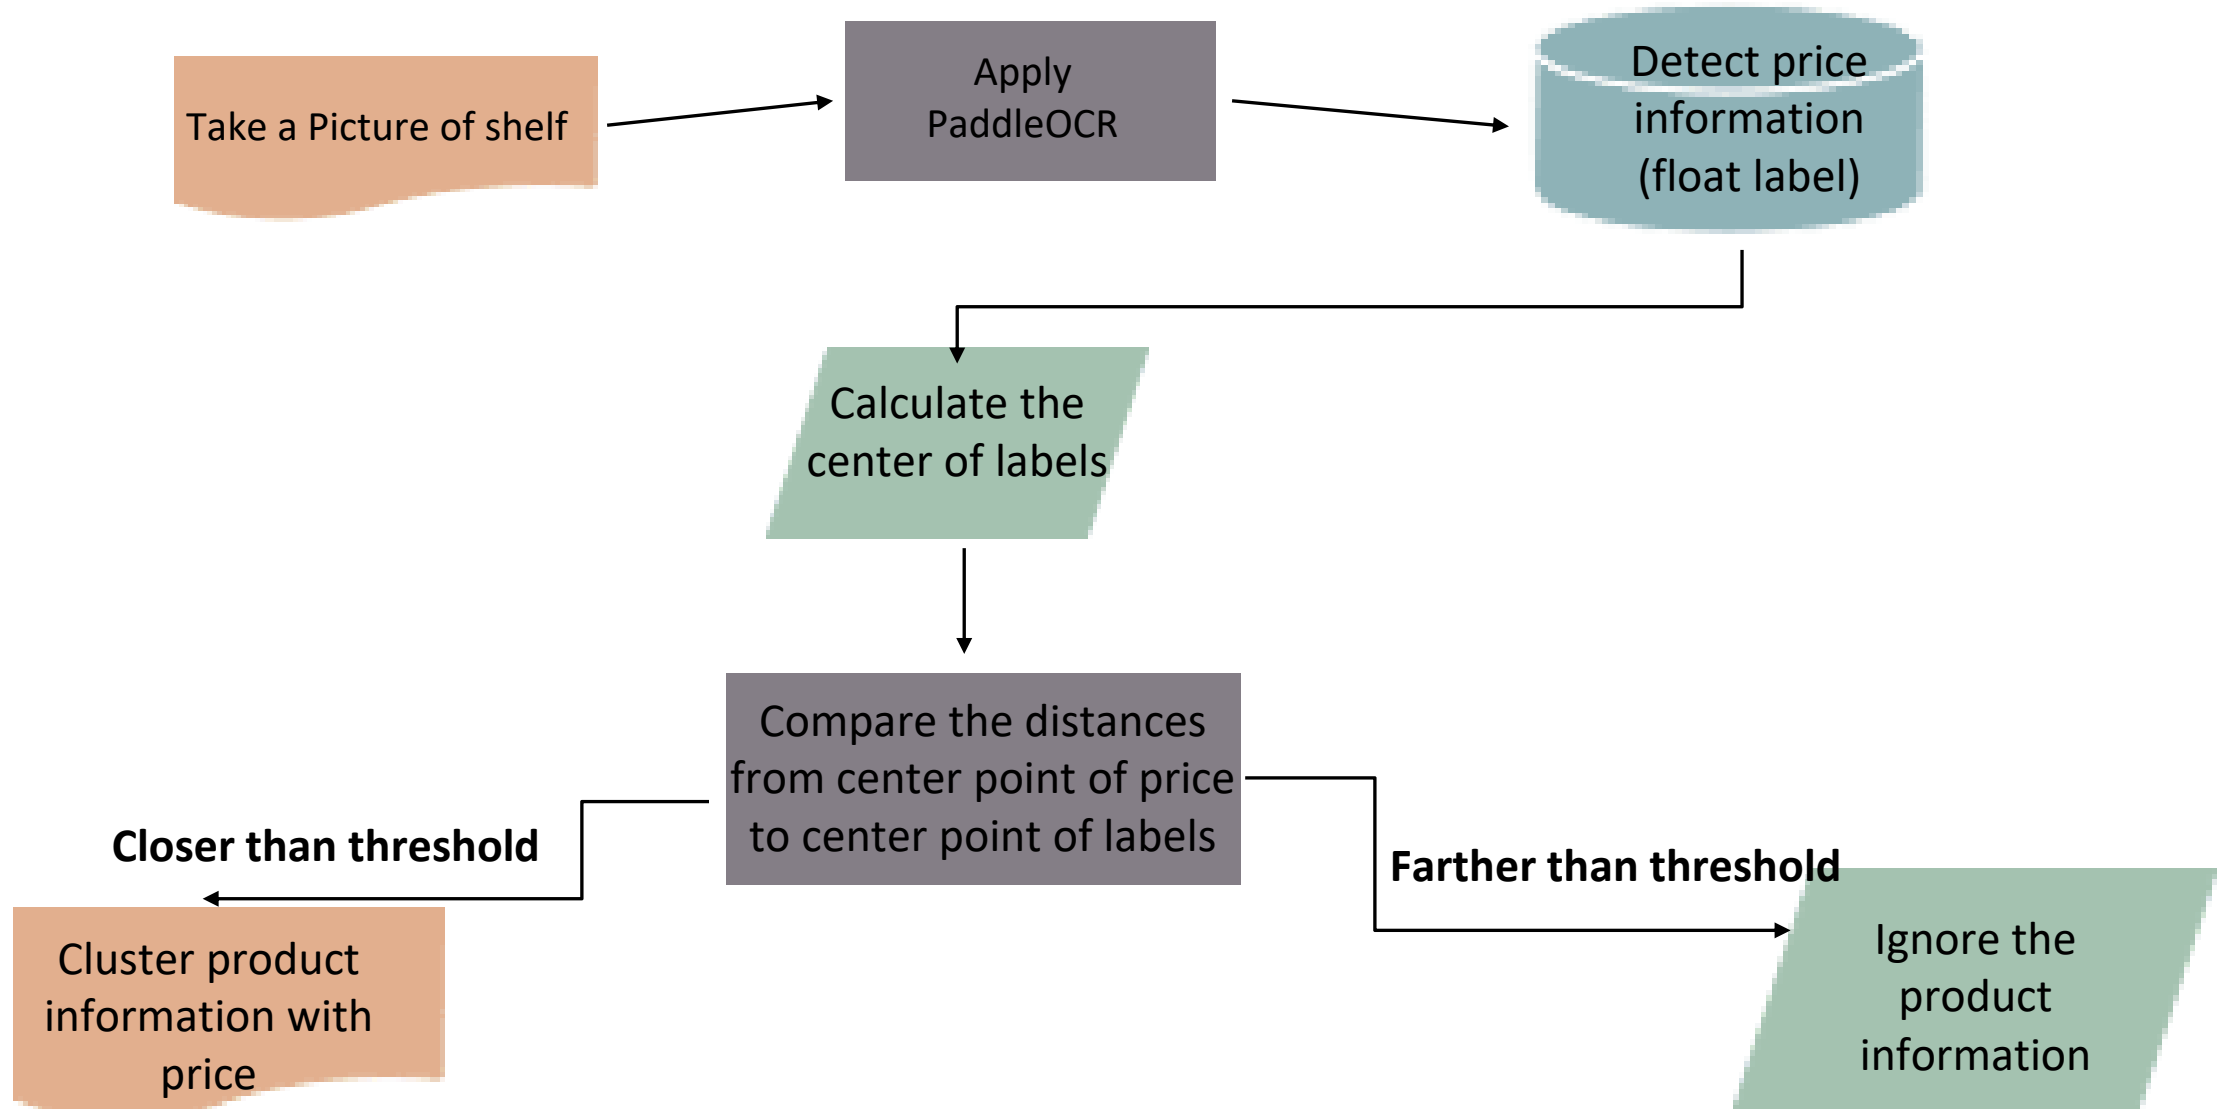 Take a Picture of shelf
Apply
PaddleOCR
Detect price
information
(float label)
Calculate the
center of labels
Compare the distances
from center point of price
to center point of labels
Closer than threshold
Farther than threshold
Cluster product
information with
price
Ignore the
product
information